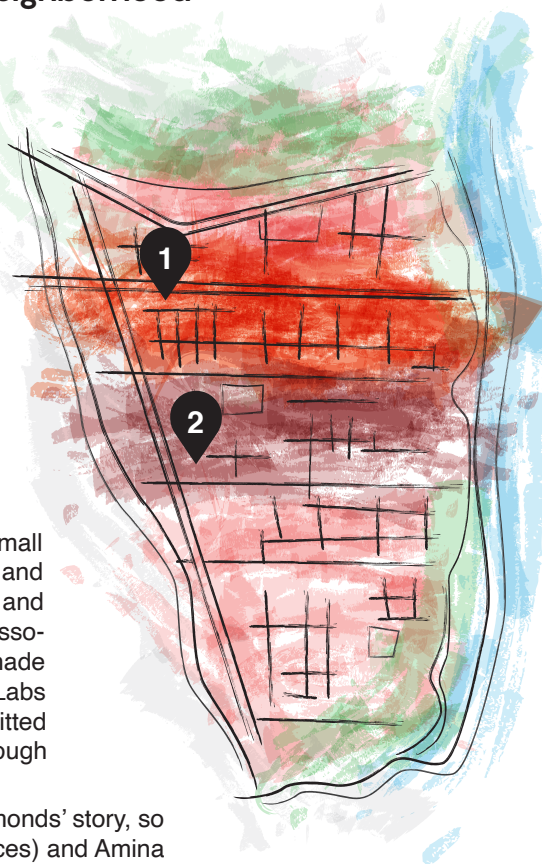 1
2
mall
and
and
sso-
nade
Labs
itted
ough
nonds’ story, so
ces) and Amina